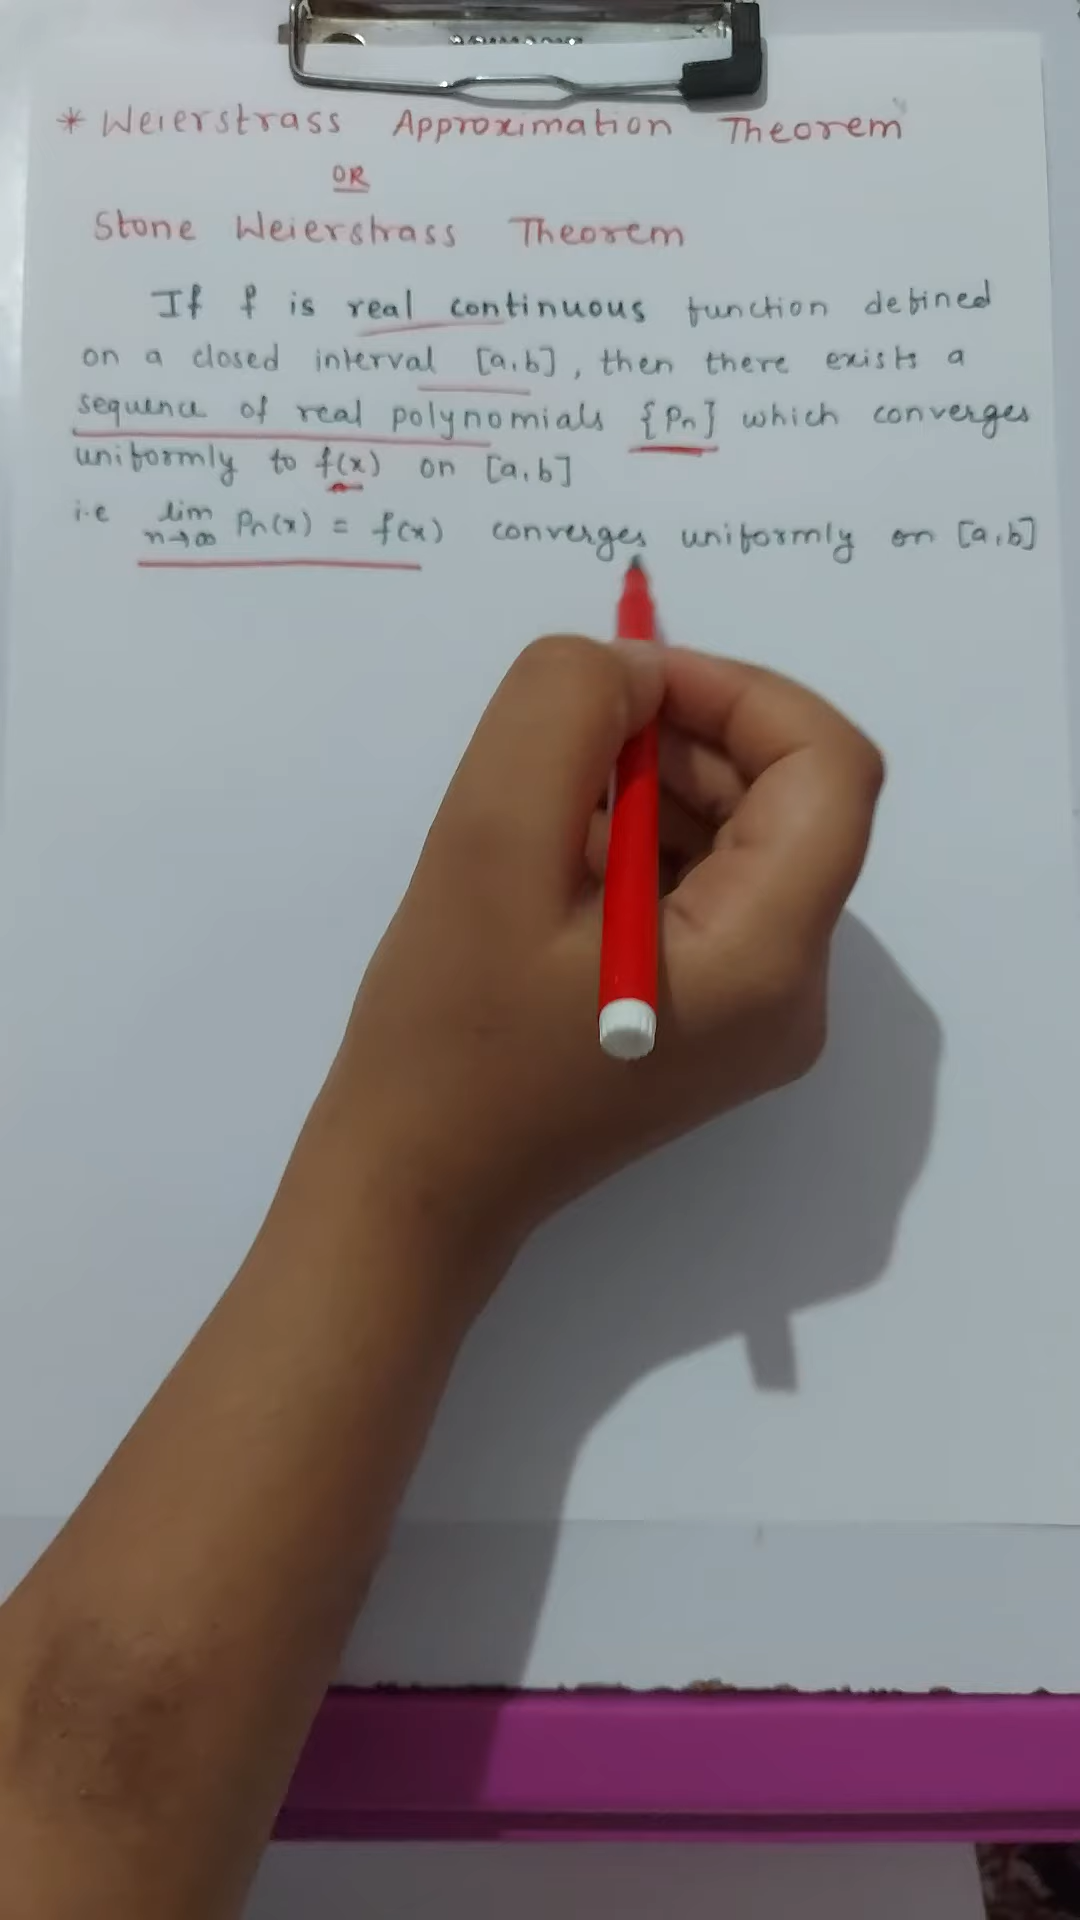 * Weierstrass Approximation Theorem
OR
Stone Weierstrass Theorem
If f is real continuous function defined
on a closed interval [a,b], then there exists a
sequence of real polynomials {Pn} which converges
uniformly to f(x) on [a,b]
i.e lim n→∞ Pn(x) = f(x) converges uniformly on [a,b]